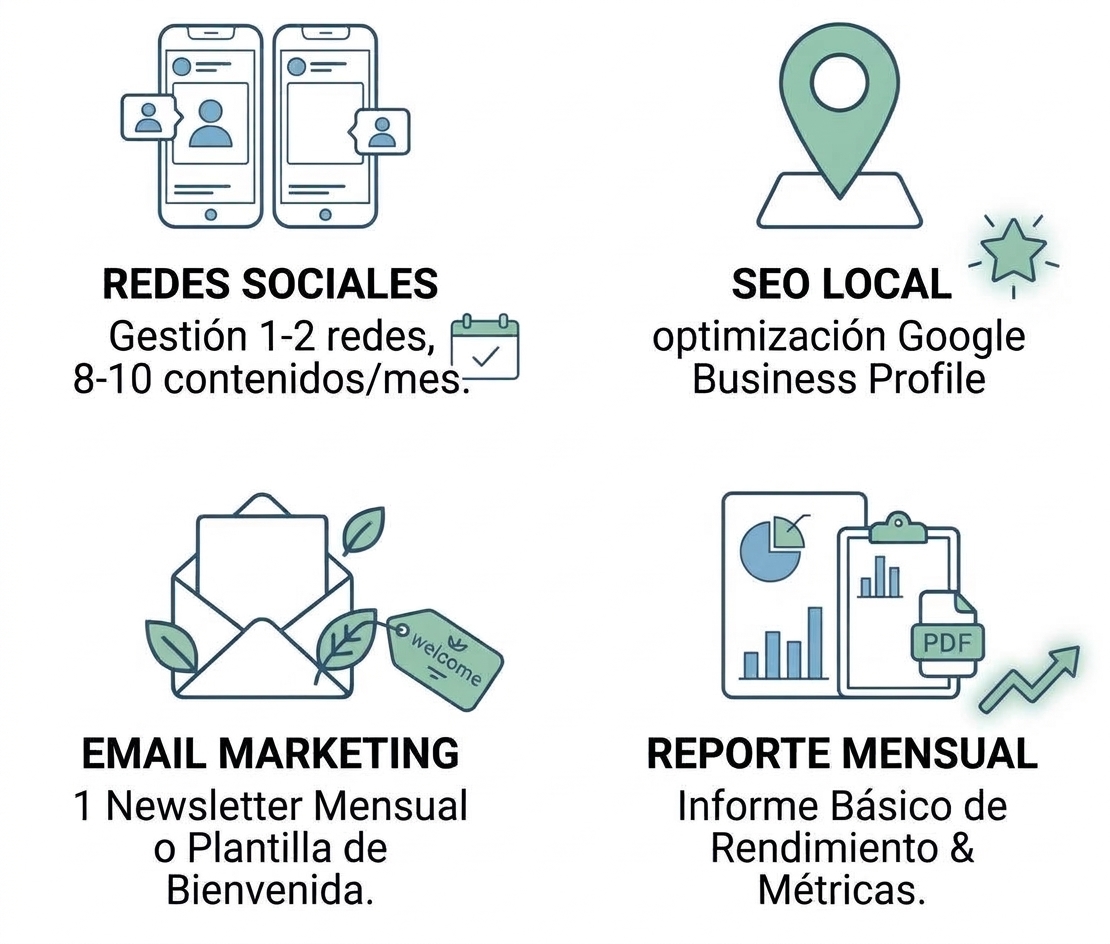 REDES SOCIALES
Gestión 1-2 redes,
8-10 contenidos/mes.
SEO LOCAL
optimización Google
Business Profile
welcome
EMAIL MARKETING
1 Newsletter Mensual
o Plantilla de
Bienvenida.
PDF
REPORTE MENSUAL
Informe Básico de
Rendimiento &
Métricas.